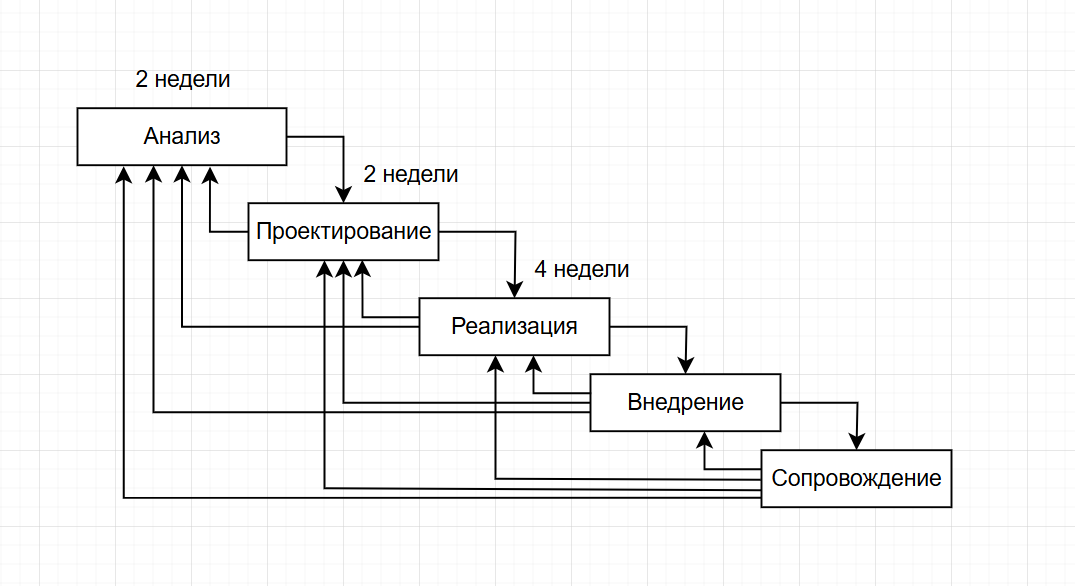 2 недели
Анализ
2 недели
Проектирование
4 недели
Реализация
Внедрение
Сопровождение